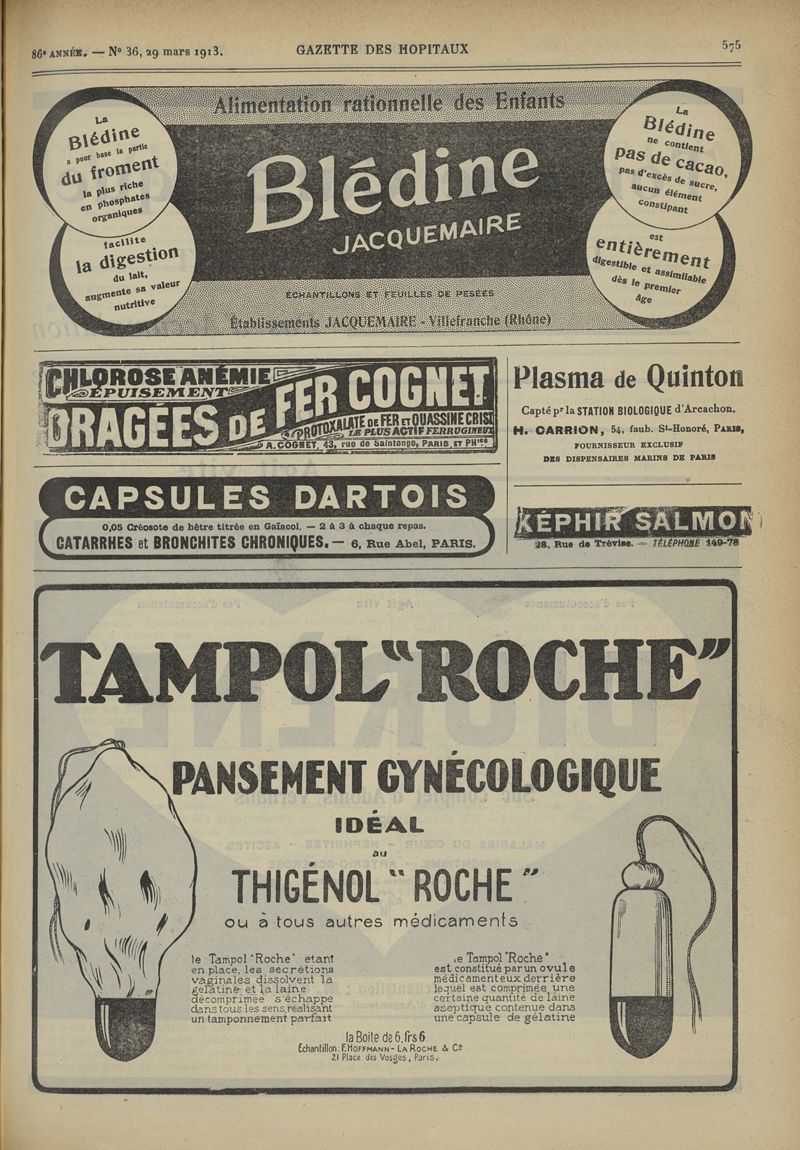 86e ANNÉE. — No 36, 29 mars 1913.
GAZETTE DES HOPITAUX
575
Alimentation rationnelle des Enfants
La
Blédine
a pour base la partie
du froment
la plus riche
en phosphates
organiques
facilite
la digestion
du lait,
augmente sa valeur
nutritive
Blédine
JACQUEMAIRE
La
Blédine
ne contient
pas de cacao,
pas d'excès de sucre,
aucun élément
constipant
est
entièrement
digestible et assimilable
dès le premier
âge
ÉCHANTILLONS ET FEUILLES DE PESÉES
Établissements JACQUEMAIRE - Villefranche (Rhône)
CHLOROSE ANÉMIE
ÉPUISEMENT
DRAGÉES DE FER COGNET
PROTOXALATE DE FER ET QUASSINE CRIST
LE PLUS ACTIF FERRUGINEUX
A. COGNET, 43, rue de Saintonge, PARIS, ET PHies
CAPSULES DARTOIS
0,05 Créosote de hêtre titrée en Gaïacol. — 2 à 3 à chaque repas.
CATARRHES et BRONCHITES CHRONIQUES. — 6, Rue Abel, PARIS.
Plasma de Quinton
Capté pr la STATION BIOLOGIQUE d'Arcachon.
H. CARRION, 54, faub. St-Honoré, PARIS,
FOURNISSEUR EXCLUSIF
DES DISPENSAIRES MARINS DE PARIS
KÉPHIR SALMON
28, Rue de Trévise. — TÉLÉPHONE 149-78
TAMPOL "ROCHE"
PANSEMENT GYNÉCOLOGIQUE
IDÉAL
au
THIGÉNOL "ROCHE"
ou à tous autres médicaments
le Tampol "Roche" etant
en place, les secrétions
vaginales dissolvent la
gelatine et la laine
décomprimée s'échappe
dans tous les sens, réalisant
un tamponnement parfait
Le Tampol "Roche"
est constitué par un ovule
médicamenteux derrière
lequel est comprimée une
certaine quantité de laine
aseptique contenue dans
une capsule de gélatine
la Boite de 6, frs 6
Échantillon: F. HOFFMANN - LA ROCHE & Co
21 Place des Vosges, Paris.